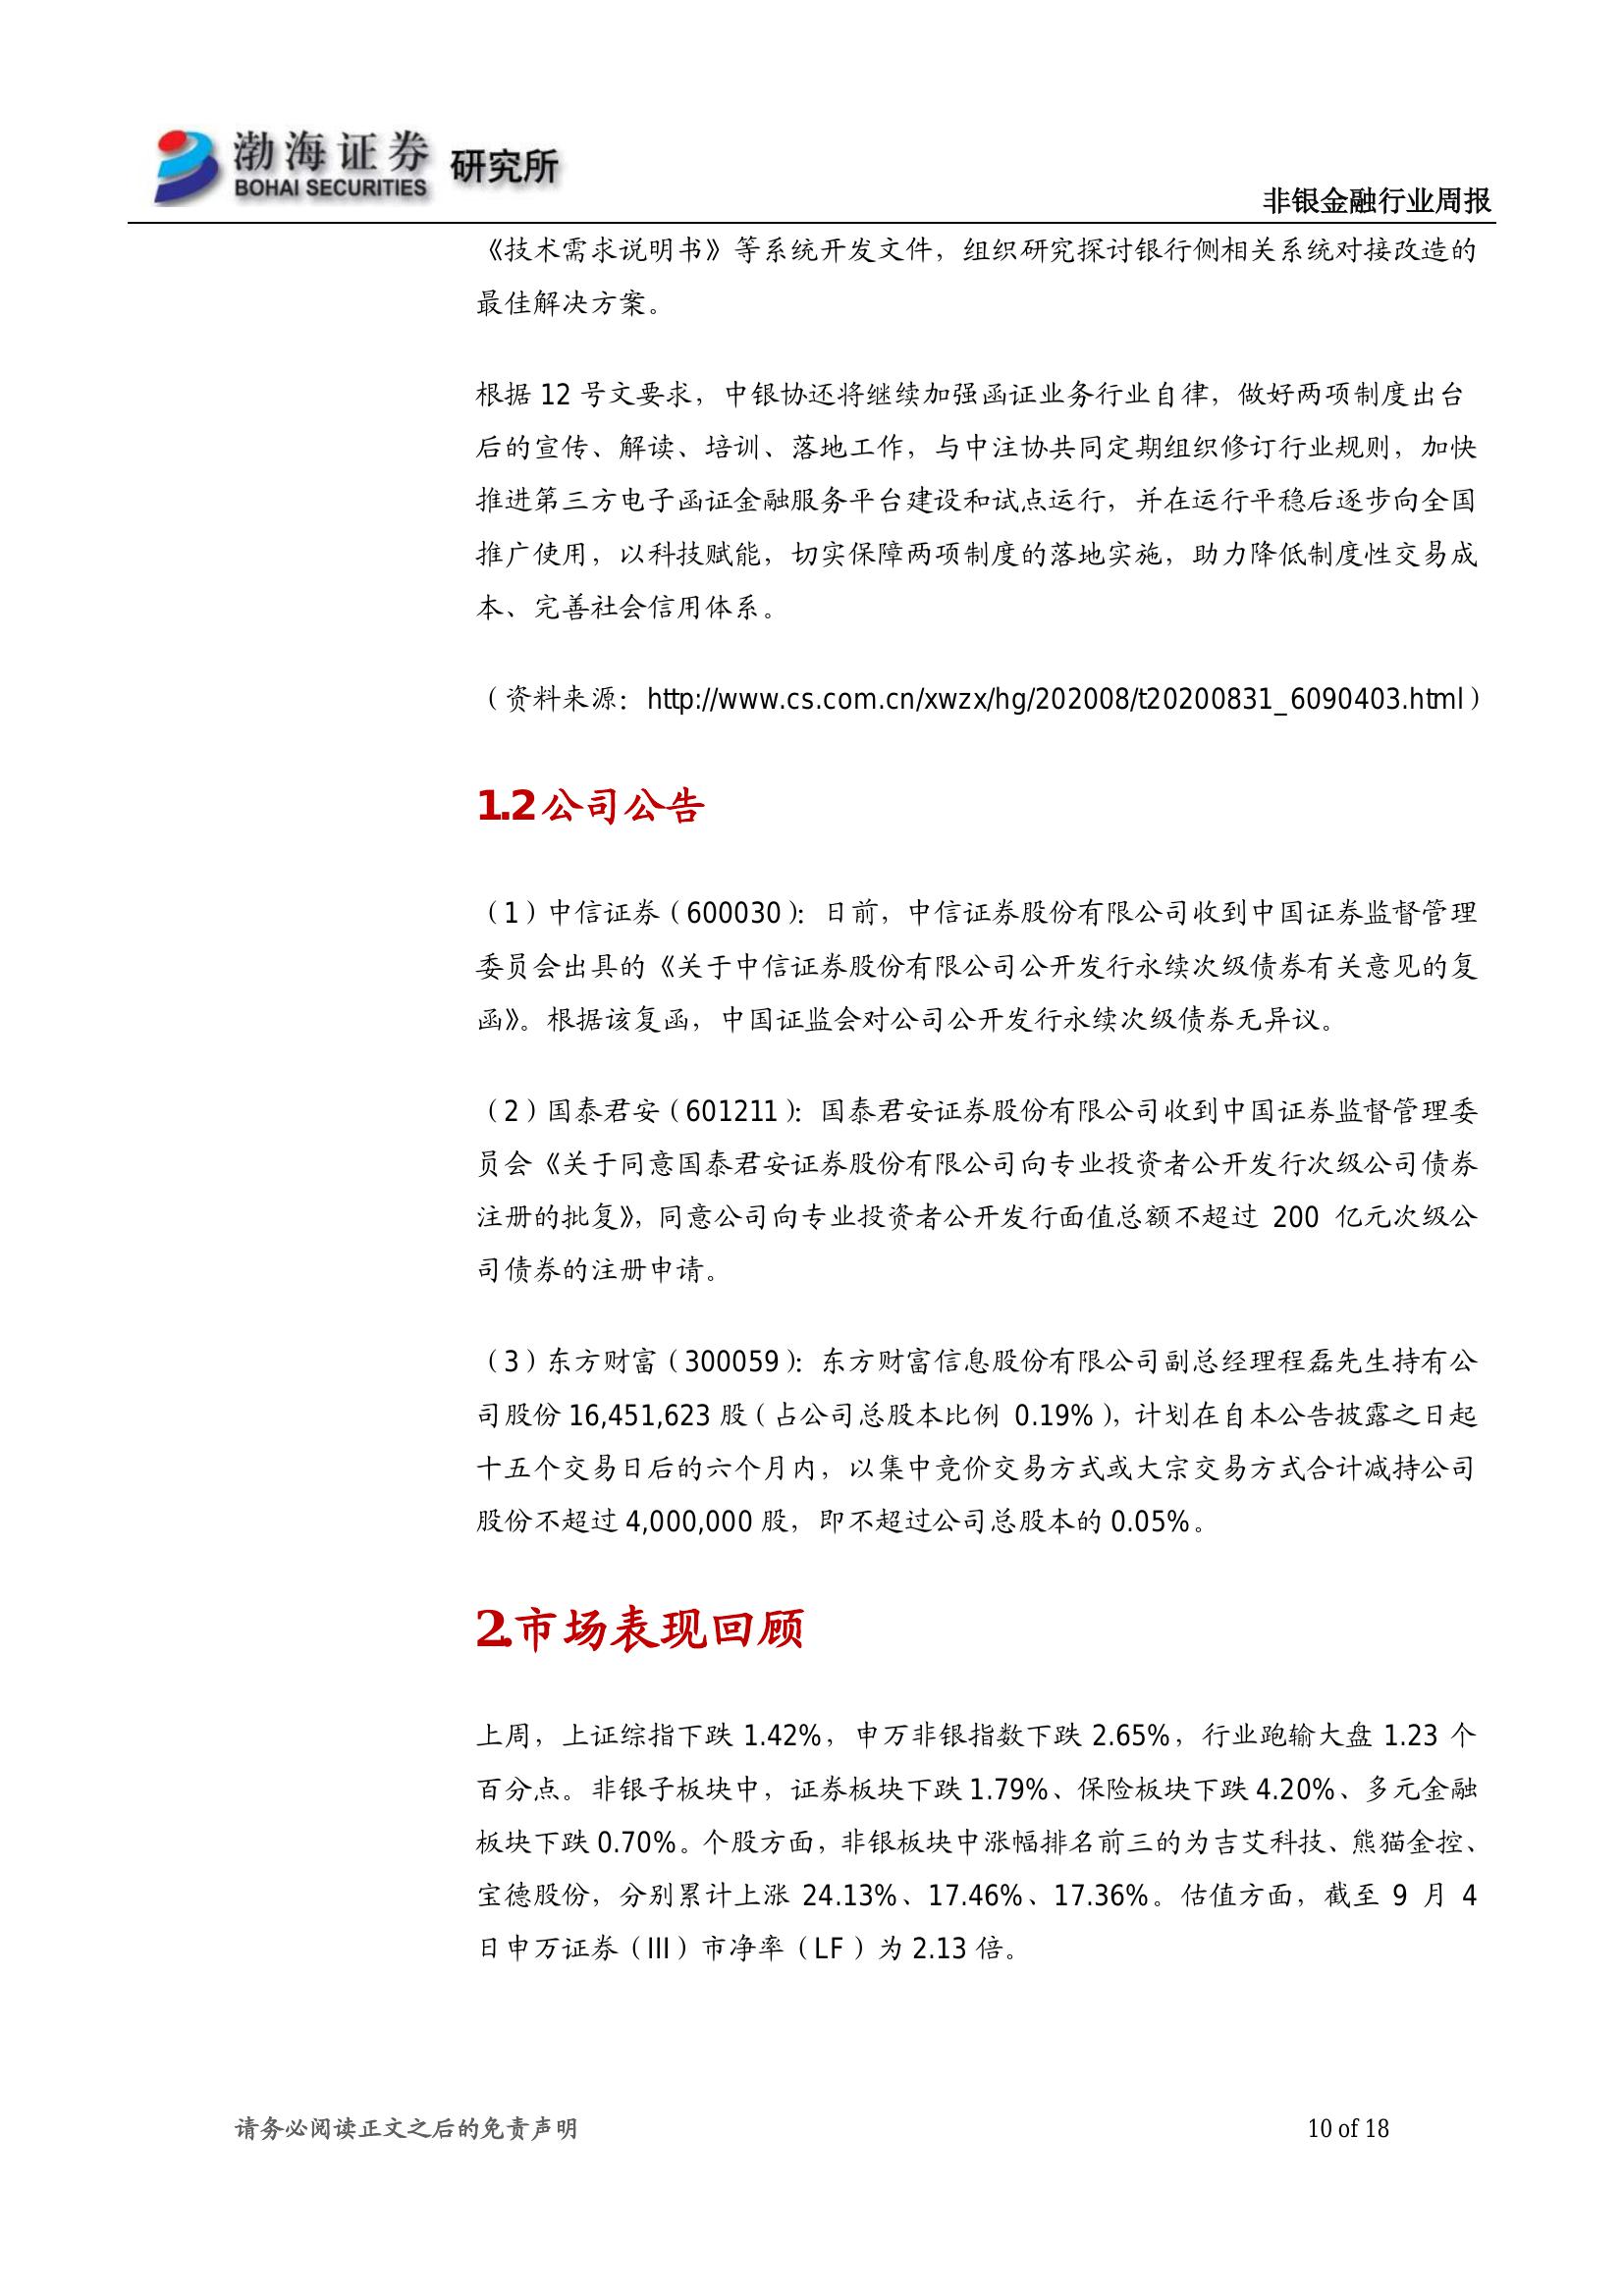 渤海证券 研究所
BOHAI SECURITIES
非银金融行业周报
《技术需求说明书》等系统开发文件，组织研究探讨银行侧相关系统对接改造的
最佳解决方案。
根据 12 号文要求，中银协还将继续加强函证业务行业自律，做好两项制度出台
后的宣传、解读、培训、落地工作，与中注协共同定期组织修订行业规则，加快
推进第三方电子函证金融服务平台建设和试点运行，并在运行平稳后逐步向全国
推广使用，以科技赋能，切实保障两项制度的落地实施，助力降低制度性交易成
本、完善社会信用体系。
（资料来源：http://www.cs.com.cn/xwzx/hg/202008/t20200831_6090403.html）
1.2 公司公告
（1）中信证券（600030）：日前，中信证券股份有限公司收到中国证券监督管理
委员会出具的《关于中信证券股份有限公司公开发行永续次级债券有关意见的复
函》。根据该复函，中国证监会对公司公开发行永续次级债券无异议。
（2）国泰君安（601211）：国泰君安证券股份有限公司收到中国证券监督管理委
员会《关于同意国泰君安证券股份有限公司向专业投资者公开发行次级公司债券
注册的批复》，同意公司向专业投资者公开发行面值总额不超过 200 亿元次级公
司债券的注册申请。
（3）东方财富（300059）：东方财富信息股份有限公司副总经理程磊先生持有公
司股份 16,451,623 股（占公司总股本比例 0.19%），计划在自本公告披露之日起
十五个交易日后的六个月内，以集中竞价交易方式或大宗交易方式合计减持公司
股份不超过 4,000,000 股，即不超过公司总股本的 0.05%。
2.市场表现回顾
上周，上证综指下跌 1.42%，申万非银指数下跌 2.65%，行业跑输大盘 1.23 个
百分点。非银子板块中，证券板块下跌 1.79%、保险板块下跌 4.20%、多元金融
板块下跌 0.70%。个股方面，非银板块中涨幅排名前三的为吉艾科技、熊猫金控、
宝德股份，分别累计上涨 24.13%、17.46%、17.36%。估值方面，截至 9 月 4
日申万证券（III）市净率（LF）为 2.13 倍。
请务必阅读正文之后的免责声明
10 of 18